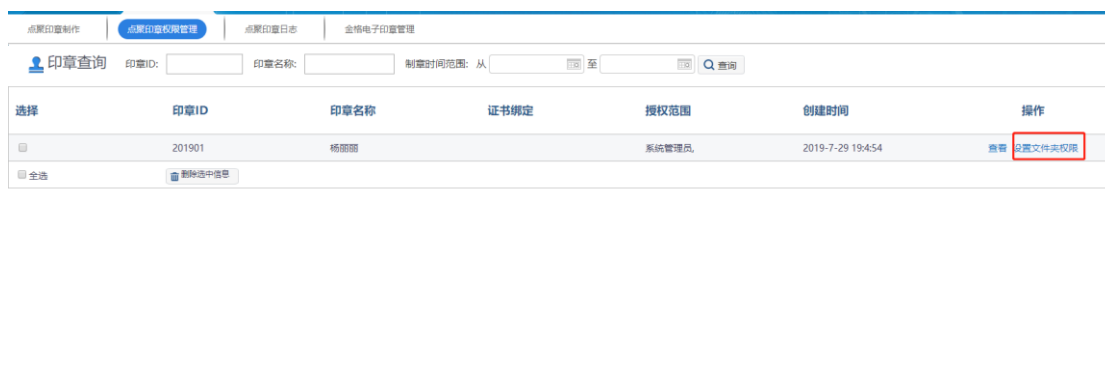 点聚印章制作 点聚印章权限管理 点聚印章日志 金格电子印章管理
印章查询 印章ID: 印章名称: 制章时间范围: 从 至 查询
选择 印章ID 印章名称 证书绑定 授权范围 创建时间 操作
201901 杨丽丽 系统管理员, 2019-7-29 19:4:54 查看 设置文件夹权限
全选 删除选中信息